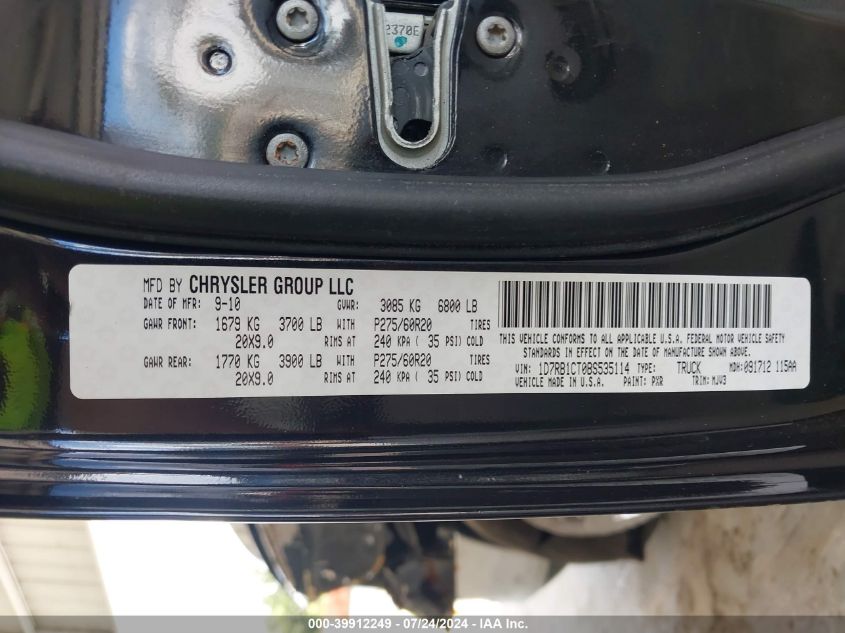 2370E
MFD BY CHRYSLER GROUP LLC
DATE OF MFR: 9-10 GVWR: 3085 KG 6800 LB
GAWR FRONT: 1679 KG 3700 LB WITH P275/60R20 TIRES
20X9.0 RIMS AT 240 KPA ( 35 PSI) COLD
GAWR REAR: 1770 KG 3900 LB WITH P275/60R20 TIRES
20X9.0 RIMS AT 240 KPA ( 35 PSI) COLD
THIS VEHICLE CONFORMS TO ALL APPLICABLE U.S.A. FEDERAL MOTOR VEHICLE SAFETY
STANDARDS IN EFFECT ON THE DATE OF MANUFACTURE SHOWN ABOVE
VIN: 1D7RB1CT0BS535114 TYPE: TRUCK MDH: 091712 115AA
MADE IN U.S.A. PAINT: PXR TRIM: MJV3
000-39912249 - 07/24/2024 - IAAI.COM